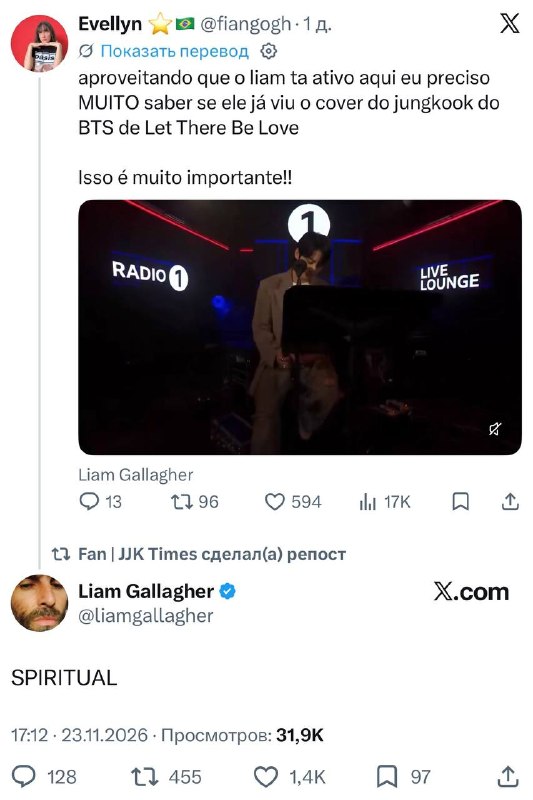 Evellyn ⭐🇧🇷 @fiangogh · 1 д.
Показать перевод
aproveitando que o liam ta ativo aqui eu preciso
MUITO saber se ele já viu o cover do jungkook do
BTS de Let There Be Love
Isso é muito importante!!
1
RADIO 1
LIVE
LOUNGE
Liam Gallagher
13 96 594 17K
Fan | JJK Times сделал(а) репост
Liam Gallagher
X.com
@liamgallagher
SPIRITUAL
17:12 · 23.11.2026 · Просмотров: 31,9K
128 455 1,4K 97